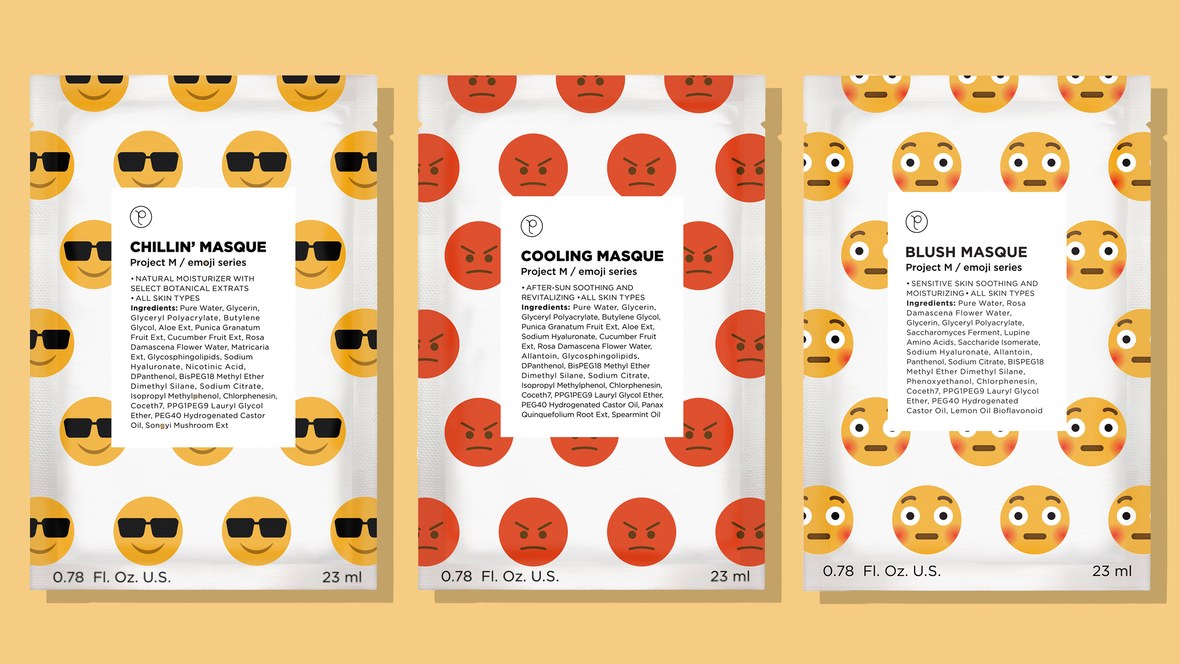 CHILLIN' MASQUE
Project M / emoji series
• NATURAL MOISTURIZER WITH
SELECT BOTANICAL EXTRATS
• ALL SKIN TYPES
Ingredients: Pure Water, Glycerin,
Glyceryl Polyacrylate, Butylene
Glycol, Aloe Ext, Punica Granatum
Fruit Ext, Cucumber Fruit Ext, Rosa
Damascena Flower Water, Matricaria
Ext, Glycosphingolipids, Sodium
Hyaluronate, Nicotinic Acid,
DPanthenol, BisPEG18 Methyl Ether
Dimethyl Silane, Sodium Citrate,
Isopropyl Methylphenol, Chlorphenesin,
Coceth7, PPG1PEG9 Lauryl Glycol
Ether, PEG40 Hydrogenated Castor
Oil, Songyi Mushroom Ext
0.78 Fl. Oz. U.S. 23 ml
COOLING MASQUE
Project M / emoji series
• AFTER-SUN SOOTHING AND
REVITALIZING • ALL SKIN TYPES
Ingredients: Pure Water, Glycerin,
Glyceryl Polyacrylate, Butylene Glycol,
Punica Granatum Fruit Ext, Aloe Ext,
Sodium Hyaluronate, Cucumber Fruit
Ext, Rosa Damascena Flower Water,
Allantoin, Glycosphingolipids,
DPanthenol, BisPEG18 Methyl Ether
Dimethyl Silane, Sodium Citrate,
Isopropyl Methylphenol, Chlorphenesin,
Coceth7, PPG1PEG9 Lauryl Glycol Ether,
PEG40 Hydrogenated Castor Oil, Panax
Quinquefolium Root Ext, Spearmint Oil
0.78 Fl. Oz. U.S. 23 ml
BLUSH MASQUE
Project M / emoji series
• SENSITIVE SKIN SOOTHING AND
MOISTURIZING • ALL SKIN TYPES
Ingredients: Pure Water, Rosa
Damascena Flower Water,
Glycerin, Glyceryl Polyacrylate,
Saccharomyces Ferment, Lupine
Amino Acids, Saccharide Isomerate,
Sodium Hyaluronate, Allantoin,
Panthenol, Sodium Citrate, BISPEG18
Methyl Ether Dimethyl Silane,
Phenoxyethanol, Chlorphenesin,
Coceth7, PPG1PEG9 Lauryl Glycol
Ether, PEG40 Hydrogenated
Castor Oil, Lemon Oil Bioflavonoid
0.78 Fl. Oz. U.S. 23 ml